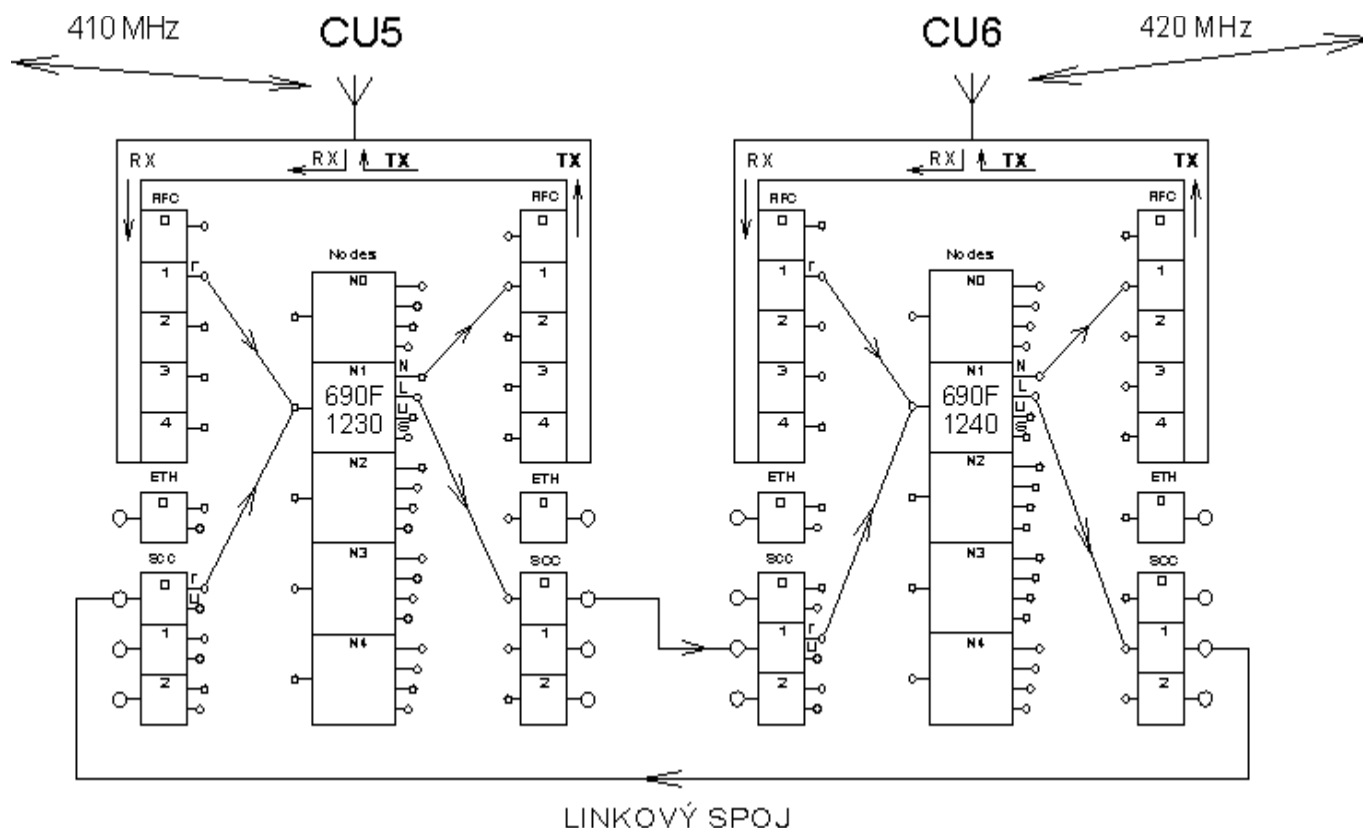 410 MHz
CU5
CU6
420 MHz
RX
RX
TX
TX
RX
RX
TX
TX
RFC
0
1
r
2
3
4
Nodes
N0
N1
690F
1230
N
L
U
S
N2
N3
N4
RFC
0
1
2
3
4
ETH
0
ETH
0
SCC
0
r
u
1
2
SCC
0
1
2
RFC
0
1
r
2
3
4
Nodes
N0
N1
690F
1240
N
L
U
S
N2
N3
N4
RFC
0
1
2
3
4
ETH
0
ETH
0
SCC
0
1
r
u
2
SCC
0
1
2
LINKOVÝ SPOJ